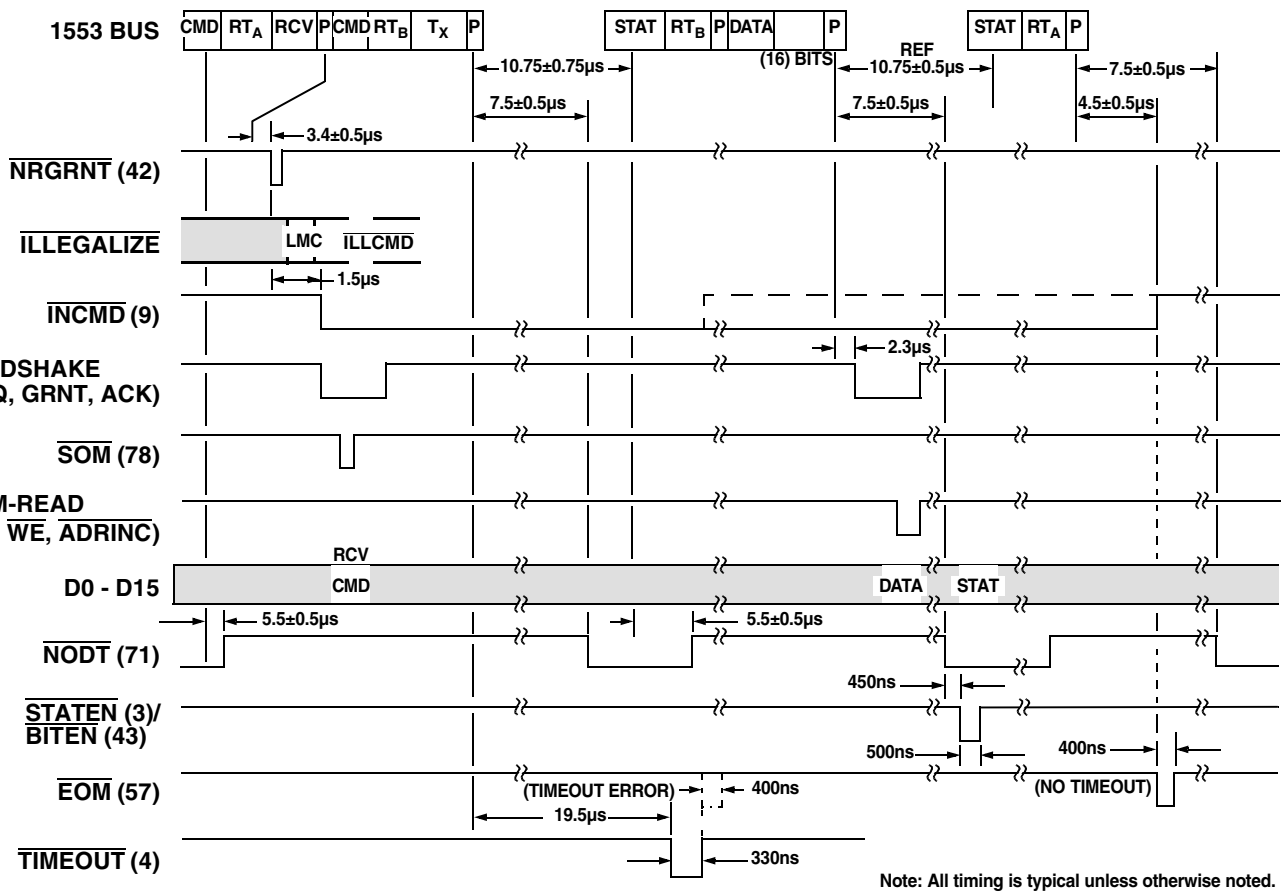 1553 BUS CMD RTA RCV P CMD RTB TX P STAT RTB P DATA P STAT RTA P
(16) BITS
REF
10.75±0.75µs 10.75±0.5µs 7.5±0.5µs
7.5±0.5µs 7.5±0.5µs 4.5±0.5µs
3.4±0.5µs
NRGRNT (42)
ILLEGALIZE LMC ILLCMD
1.5µs
INCMD (9)
2.3µs
DSHAKE
Q, GRNT, ACK)
SOM (78)
M-READ
WE, ADRINC)
RCV
D0 - D15 CMD DATA STAT
5.5±0.5µs 5.5±0.5µs
NODT (71)
450ns
STATEN (3)/
BITEN (43)
500ns 400ns
EOM (57) (TIMEOUT ERROR) 400ns (NO TIMEOUT)
19.5µs
TIMEOUT (4) 330ns
Note: All timing is typical unless otherwise noted.